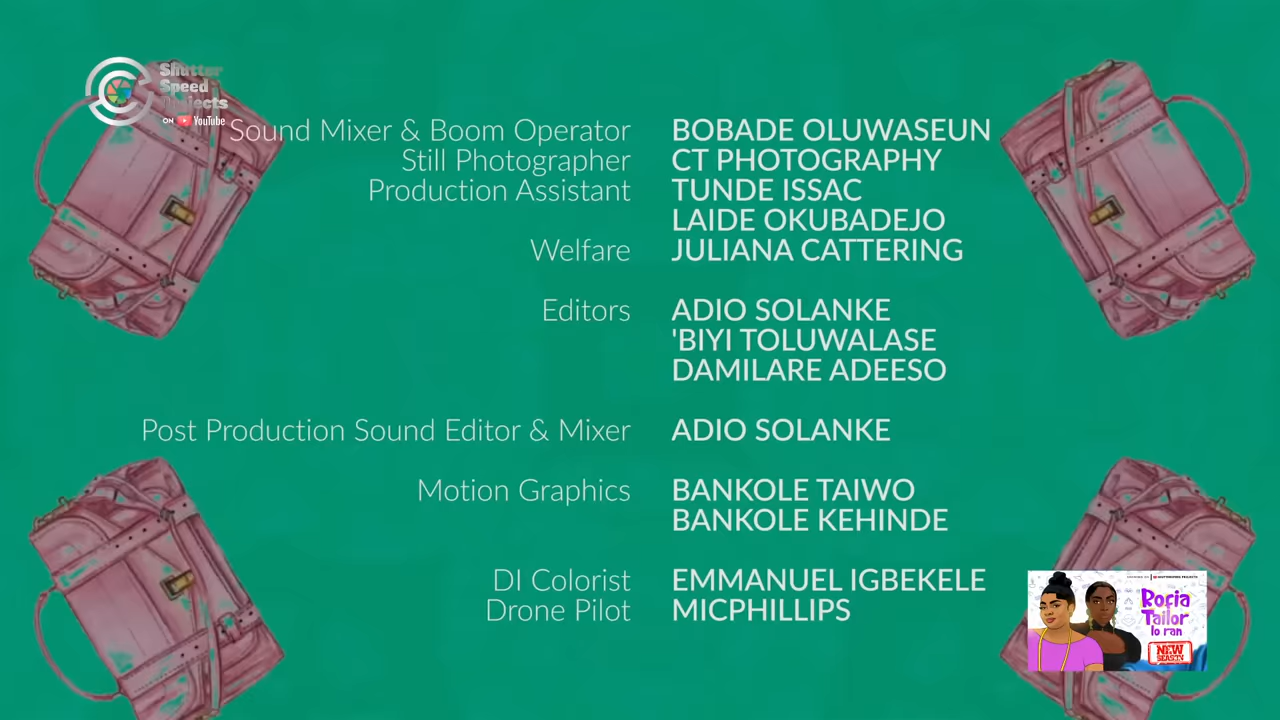 Shutter
Speed
Projects
ON YouTube
Sound Mixer & Boom Operator BOBADE OLUWASEUN
Still Photographer CT PHOTOGRAPHY
Production Assistant TUNDE ISSAC
LAIDE OKUBADEJO
Welfare JULIANA CATTERING
Editors ADIO SOLANKE
'BIYI TOLUWALASE
DAMILARE ADEESO
Post Production Sound Editor & Mixer ADIO SOLANKE
Motion Graphics BANKOLE TAIWO
BANKOLE KEHINDE
DI Colorist EMMANUEL IGBEKELE
Drone Pilot MICPHILLIPS
Rofia
Tailor
lo ran
NEW